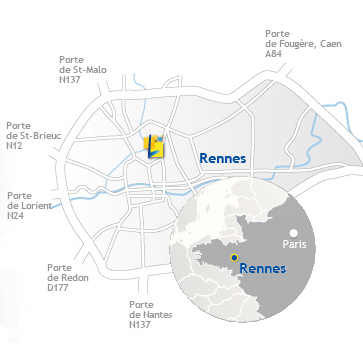 Porte
de Fougère, Caen
A84
Porte
de St-Malo
N137
Porte
de St-Brieuc
N12
Rennes
Porte
de Lorient
N24
Paris
Rennes
Porte
de Redon
D177
Porte
de Nantes
N137